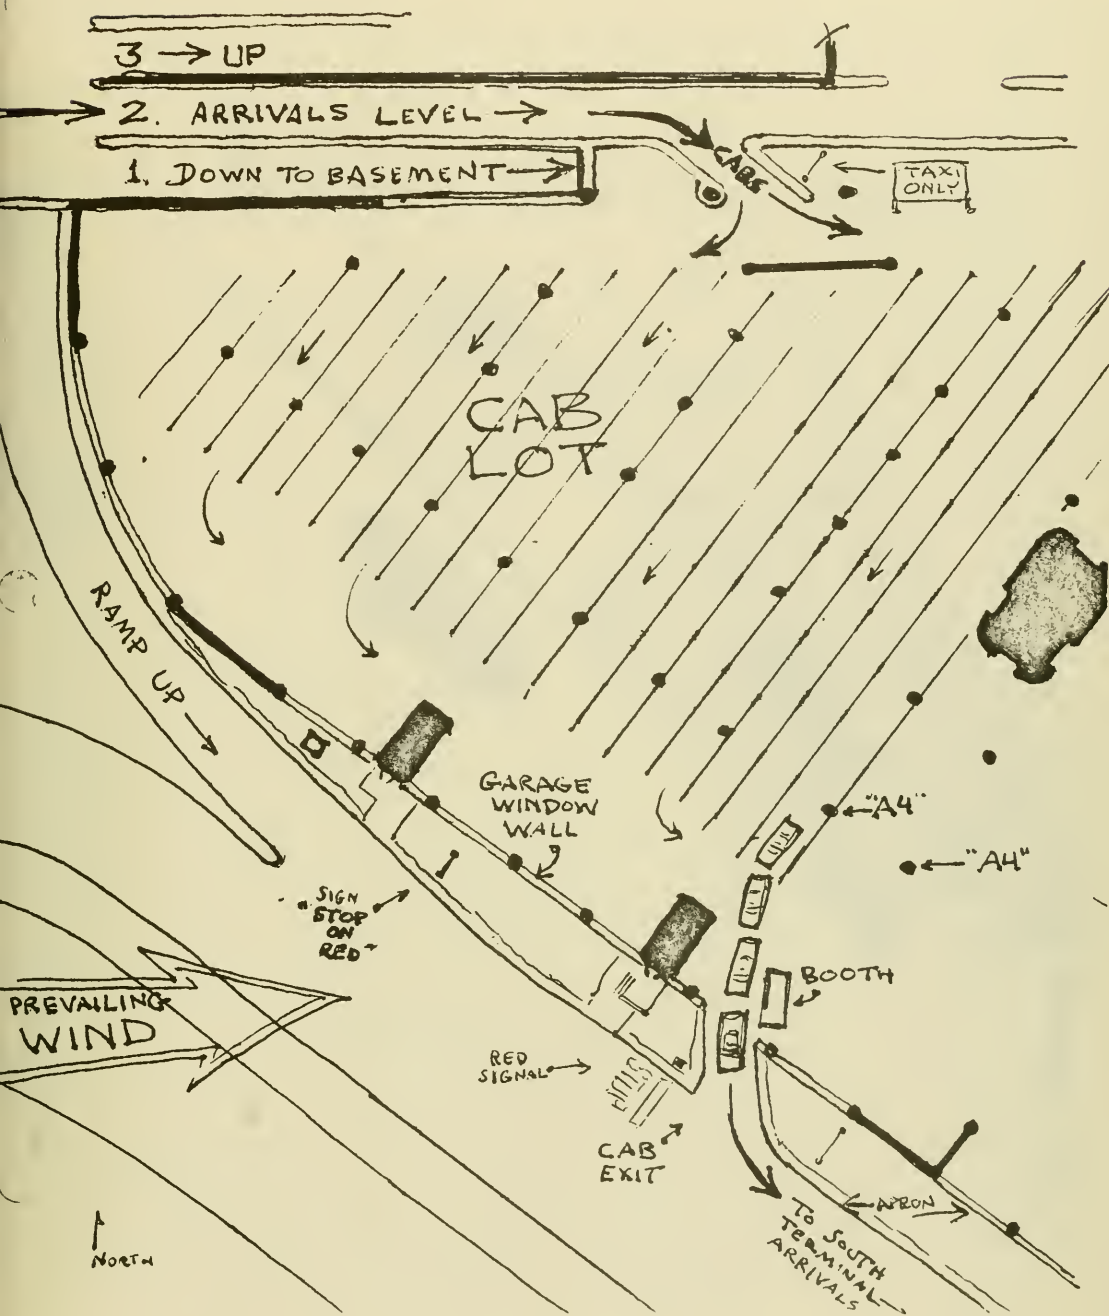 3 → UP
2. ARRIVALS LEVEL →
1. DOWN TO BASEMENT →
CABS
TAXI
ONLY
CAB
LOT
RAMP UP →
GARAGE
WINDOW
WALL
"A4"
"A4"
"SIGN
STOP
ON
RED"
BOOTH
PREVAILING
WIND
RED
SIGNAL
CAB
EXIT
APRON
TO SOUTH
TERMINAL
ARRIVALS
NORTH